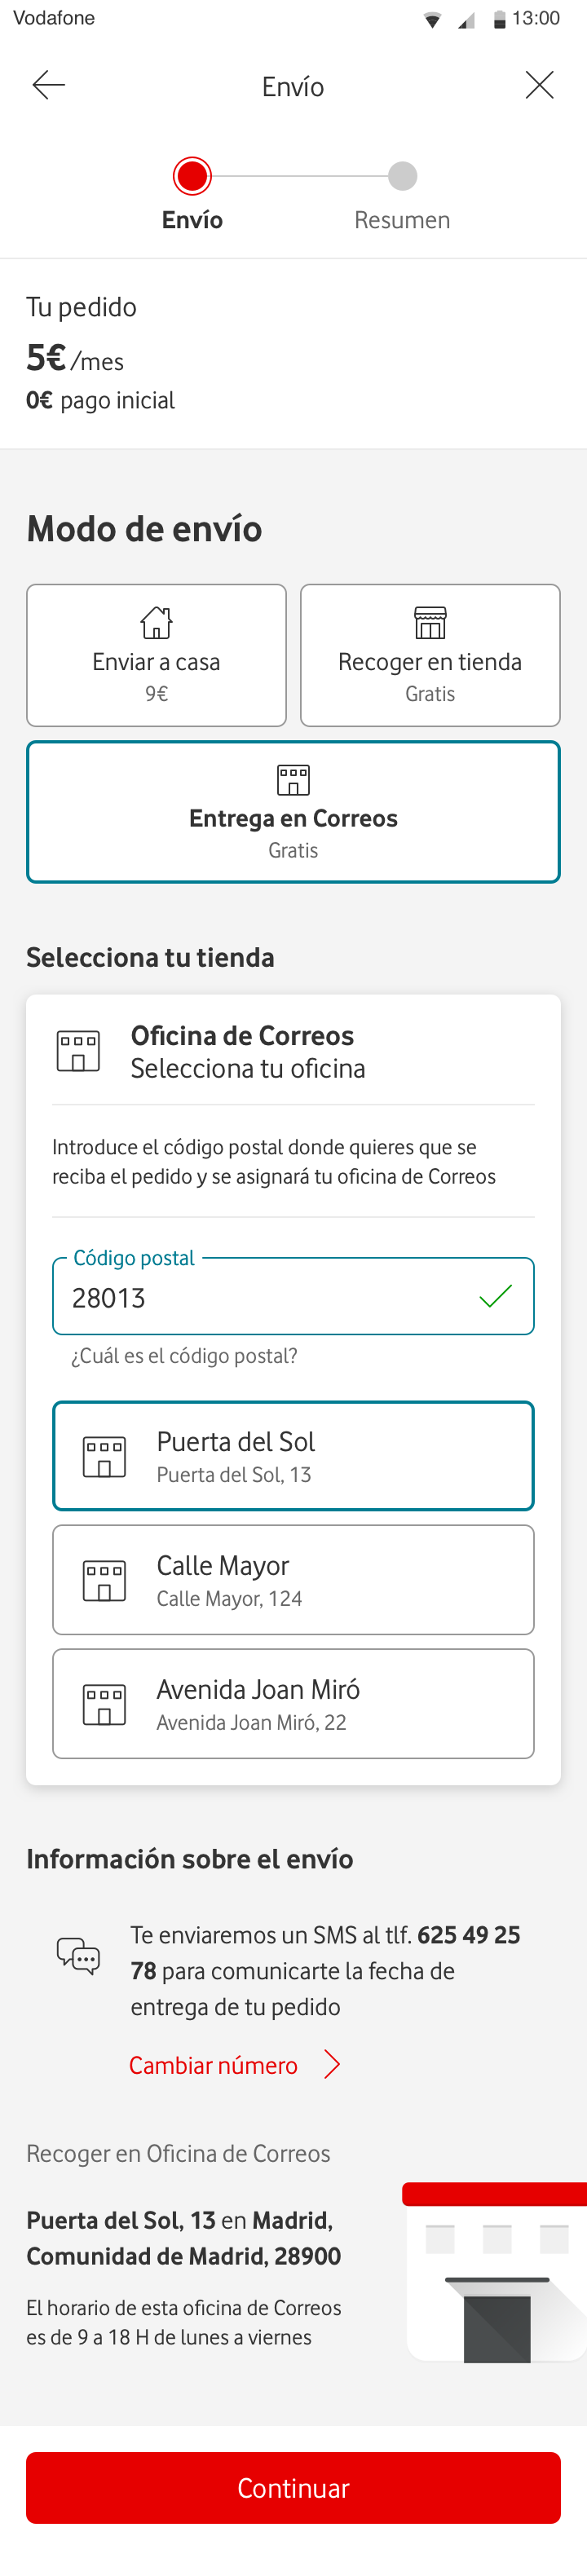 Vodafone
13:00
Envío
Envío
Resumen
Tu pedido
5€ /mes
0€ pago inicial
Modo de envío
Enviar a casa
9€
Recoger en tienda
Gratis
Entrega en Correos
Gratis
Selecciona tu tienda
Oficina de Correos
Selecciona tu oficina
Introduce el código postal donde quieres que se
reciba el pedido y se asignará tu oficina de Correos
Código postal
28013
¿Cuál es el código postal?
Puerta del Sol
Puerta del Sol, 13
Calle Mayor
Calle Mayor, 124
Avenida Joan Miró
Avenida Joan Miró, 22
Información sobre el envío
Te enviaremos un SMS al tlf. 625 49 25
78 para comunicarte la fecha de
entrega de tu pedido
Cambiar número
Recoger en Oficina de Correos
Puerta del Sol, 13 en Madrid,
Comunidad de Madrid, 28900
El horario de esta oficina de Correos
es de 9 a 18 H de lunes a viernes
Continuar